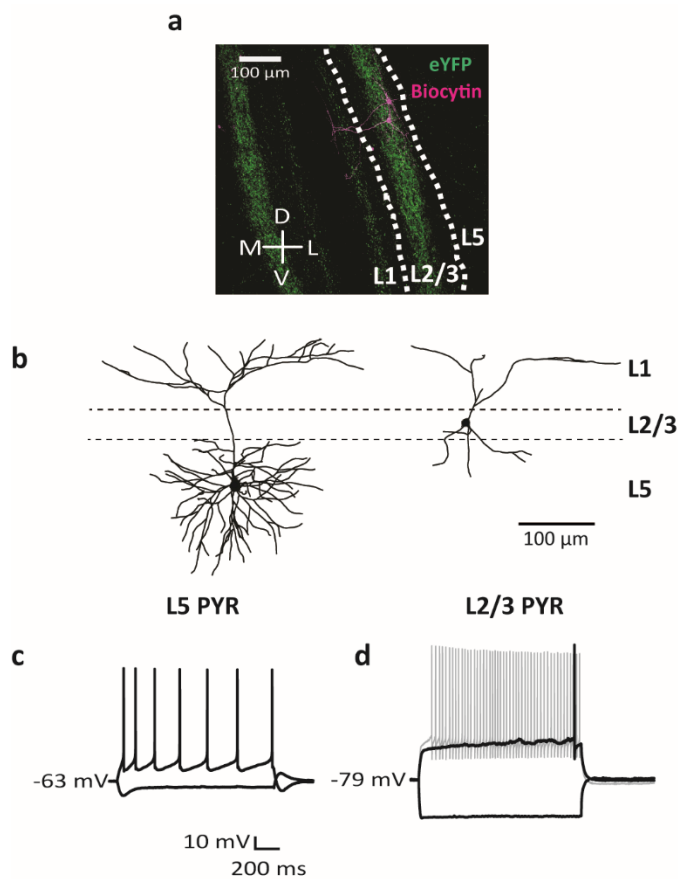 a
100 µm
eYFP
Biocytin
D
M L
V
L1 L2/3 L5
b
L1
L2/3
L5
100 µm
L5 PYR L2/3 PYR
c d
-63 mV -79 mV
10 mV
200 ms